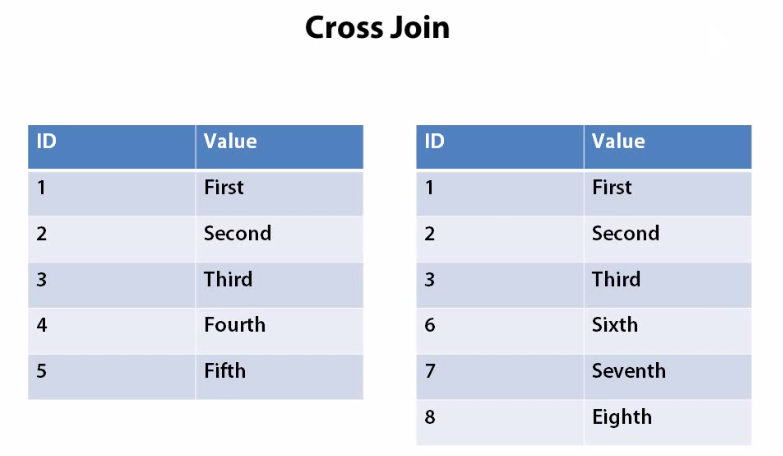 Cross Join
ID Value
1 First
2 Second
3 Third
4 Fourth
5 Fifth
ID Value
1 First
2 Second
3 Third
6 Sixth
7 Seventh
8 Eighth